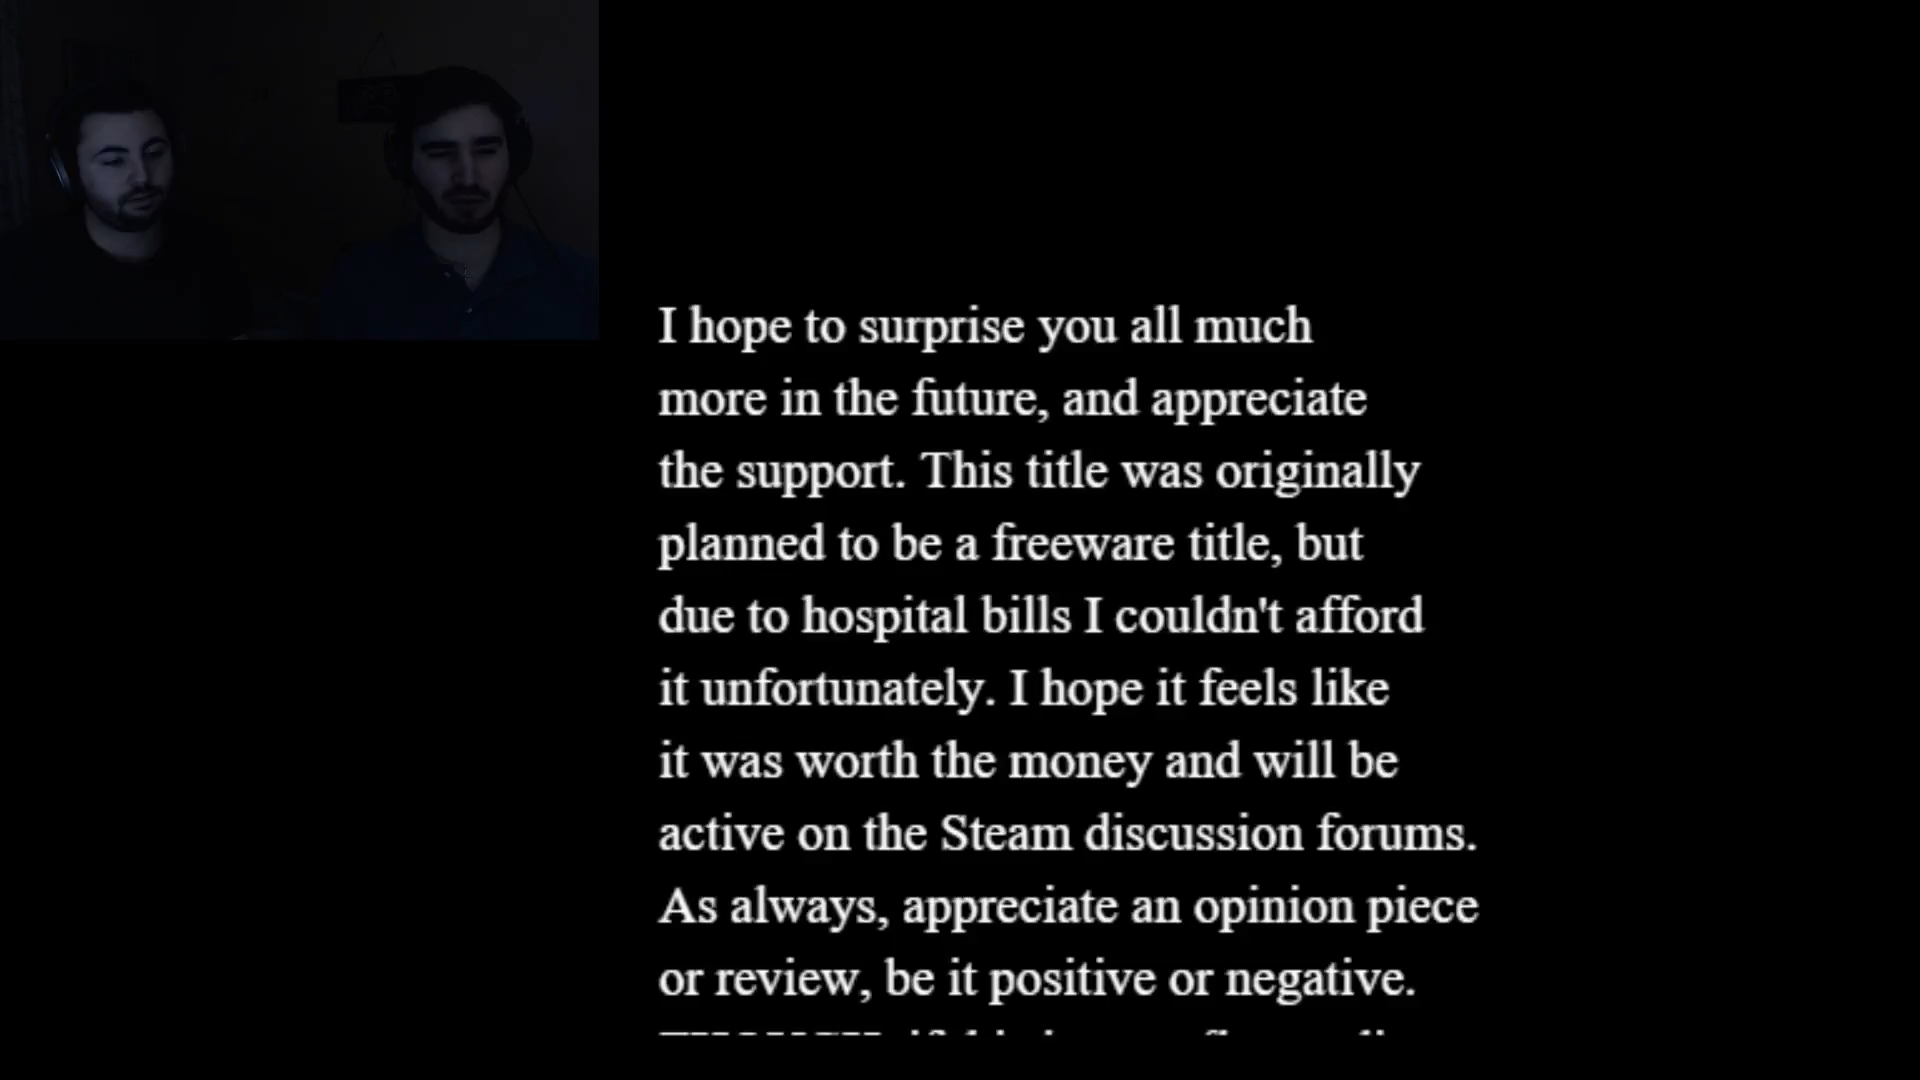 I hope to surprise you all much
more in the future, and appreciate
the support. This title was originally
planned to be a freeware title, but
due to hospital bills I couldn't afford
it unfortunately. I hope it feels like
it was worth the money and will be
active on the Steam discussion forums.
As always, appreciate an opinion piece
or review, be it positive or negative.